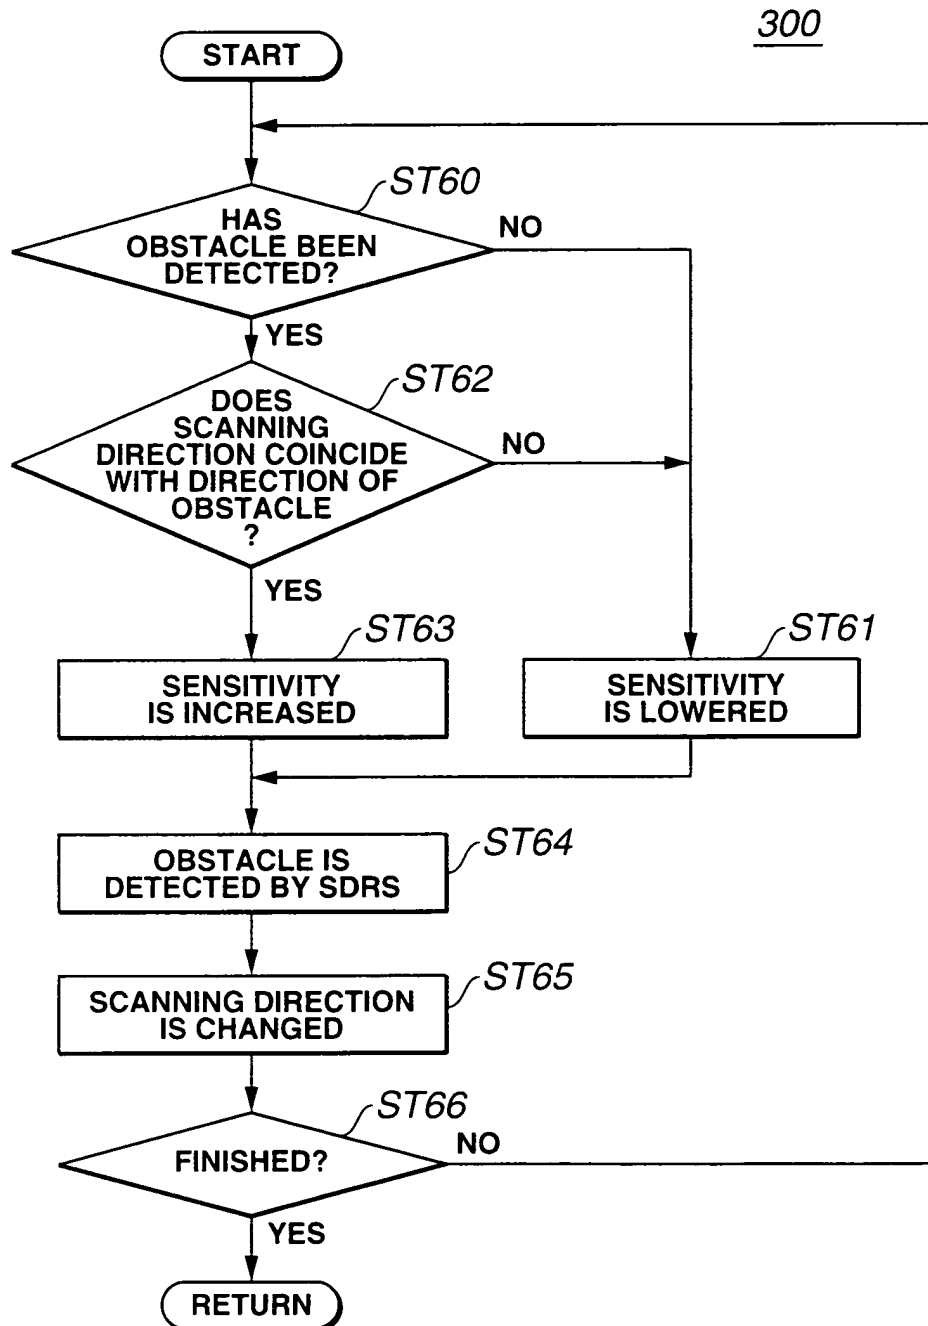 300
START
ST60
HAS
OBSTACLE BEEN
DETECTED?
NO
YES
ST62
DOES
SCANNING
DIRECTION COINCIDE
WITH DIRECTION OF
OBSTACLE
?
NO
YES
ST63
SENSITIVITY
IS INCREASED
ST61
SENSITIVITY
IS LOWERED
ST64
OBSTACLE IS
DETECTED BY SDRS
ST65
SCANNING DIRECTION
IS CHANGED
ST66
FINISHED?
NO
YES
RETURN